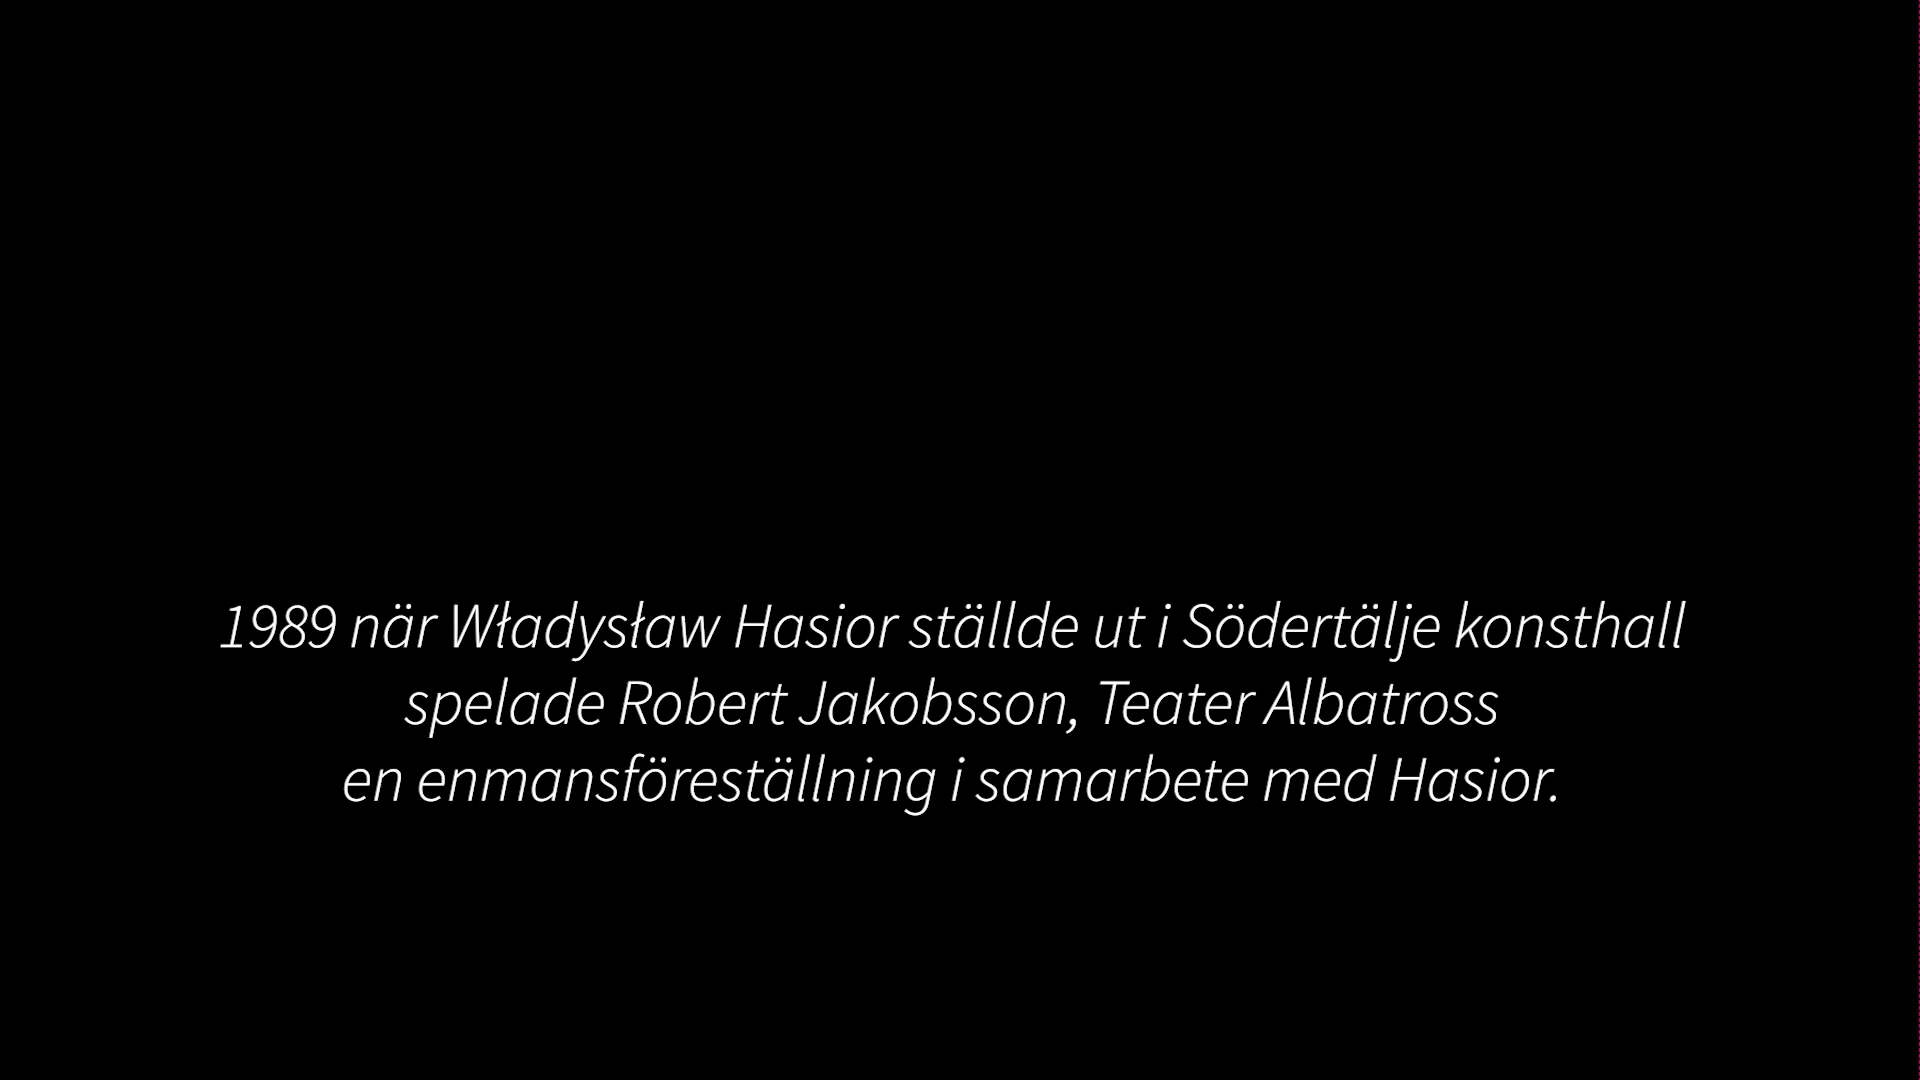 1989 när Władysław Hasior ställde ut i Södertälje konsthall
spelade Robert Jakobsson, Teater Albatross
en enmansföreställning i samarbete med Hasior.